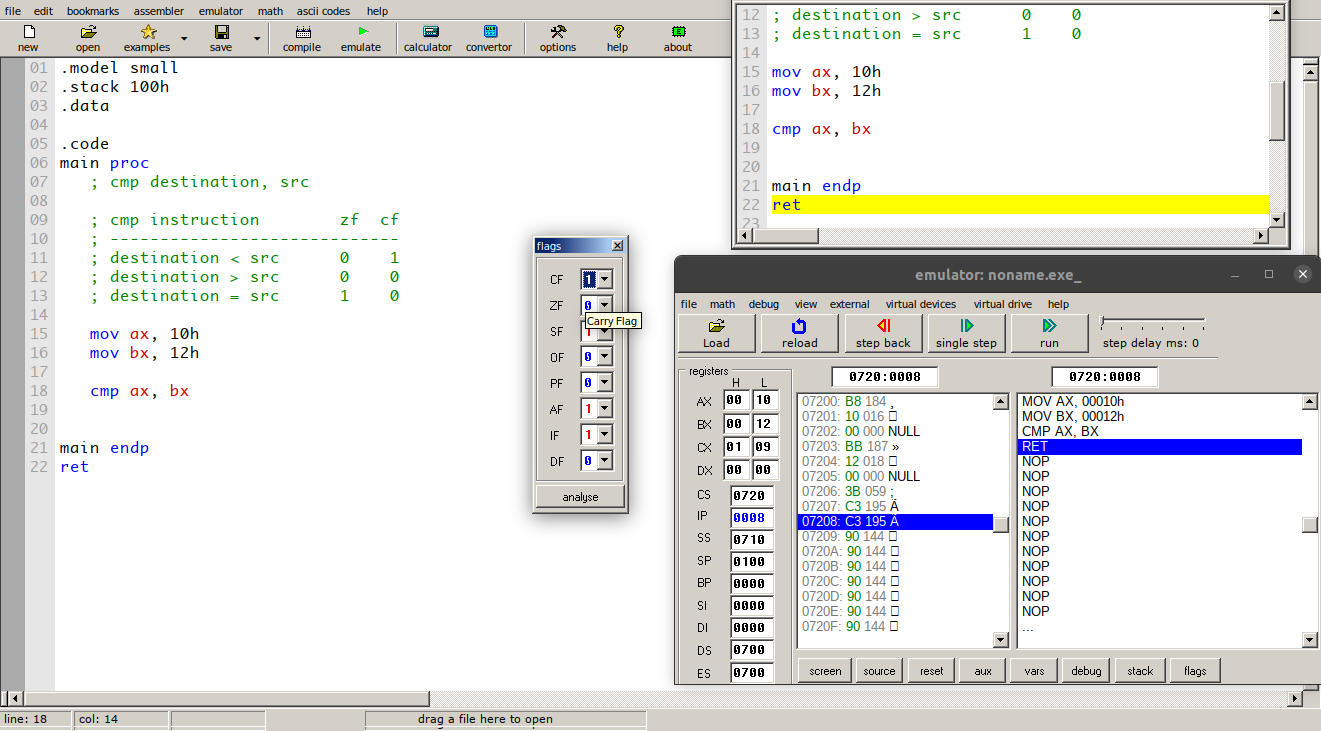 file edit bookmarks assembler emulator math ascii codes help
new open examples save compile emulate calculator convertor options help about
01 .model small
02 .stack 100h
03 .data
04
05 .code
06 main proc
07 ; cmp destination, src
08
09 ; cmp instruction zf cf
10 ; -----------------------------
11 ; destination < src 0 1
12 ; destination > src 0 0
13 ; destination = src 1 0
14
15 mov ax, 10h
16 mov bx, 12h
17
18 cmp ax, bx
19
20
21 main endp
22 ret
12 ; destination > src 0 0
13 ; destination = src 1 0
14
15 mov ax, 10h
16 mov bx, 12h
17
18 cmp ax, bx
19
20
21 main endp
22 ret
23
flags
CF 1
ZF 0
Carry Flag
SF 1
OF 0
PF 0
AF 1
IF 1
DF 0
analyse
emulator: noname.exe_
file math debug view external virtual devices virtual drive help
Load reload step back single step run step delay ms: 0
registers
H L
AX 00 10
BX 00 12
CX 01 09
DX 00 00
CS 0720
IP 0008
SS 0710
SP 0100
BP 0000
SI 0000
DI 0000
DS 0700
ES 0700
0720:0008
07200: B8 184 ¸
07201: 10 016 □
07202: 00 000 NULL
07203: BB 187 »
07204: 12 018 □
07205: 00 000 NULL
07206: 3B 059 ;
07207: C3 195 Ã
07208: C3 195 Ã
07209: 90 144 □
0720A: 90 144 □
0720B: 90 144 □
0720C: 90 144 □
0720D: 90 144 □
0720E: 90 144 □
0720F: 90 144 □
0720:0008
MOV AX, 00010h
MOV BX, 00012h
CMP AX, BX
RET
NOP
NOP
NOP
NOP
NOP
NOP
NOP
NOP
NOP
NOP
NOP
...
screen source reset aux vars debug stack flags
line: 18 col: 14 drag a file here to open